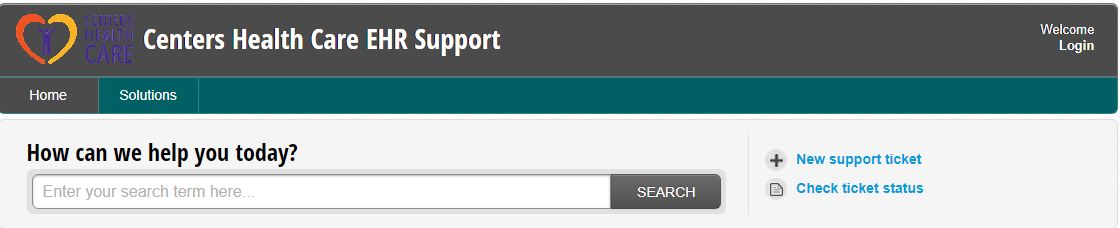 CENTERS
HEALTH
CARE
Centers Health Care EHR Support
Welcome
Login
Home
Solutions
How can we help you today?
Enter your search term here...
SEARCH
New support ticket
Check ticket status